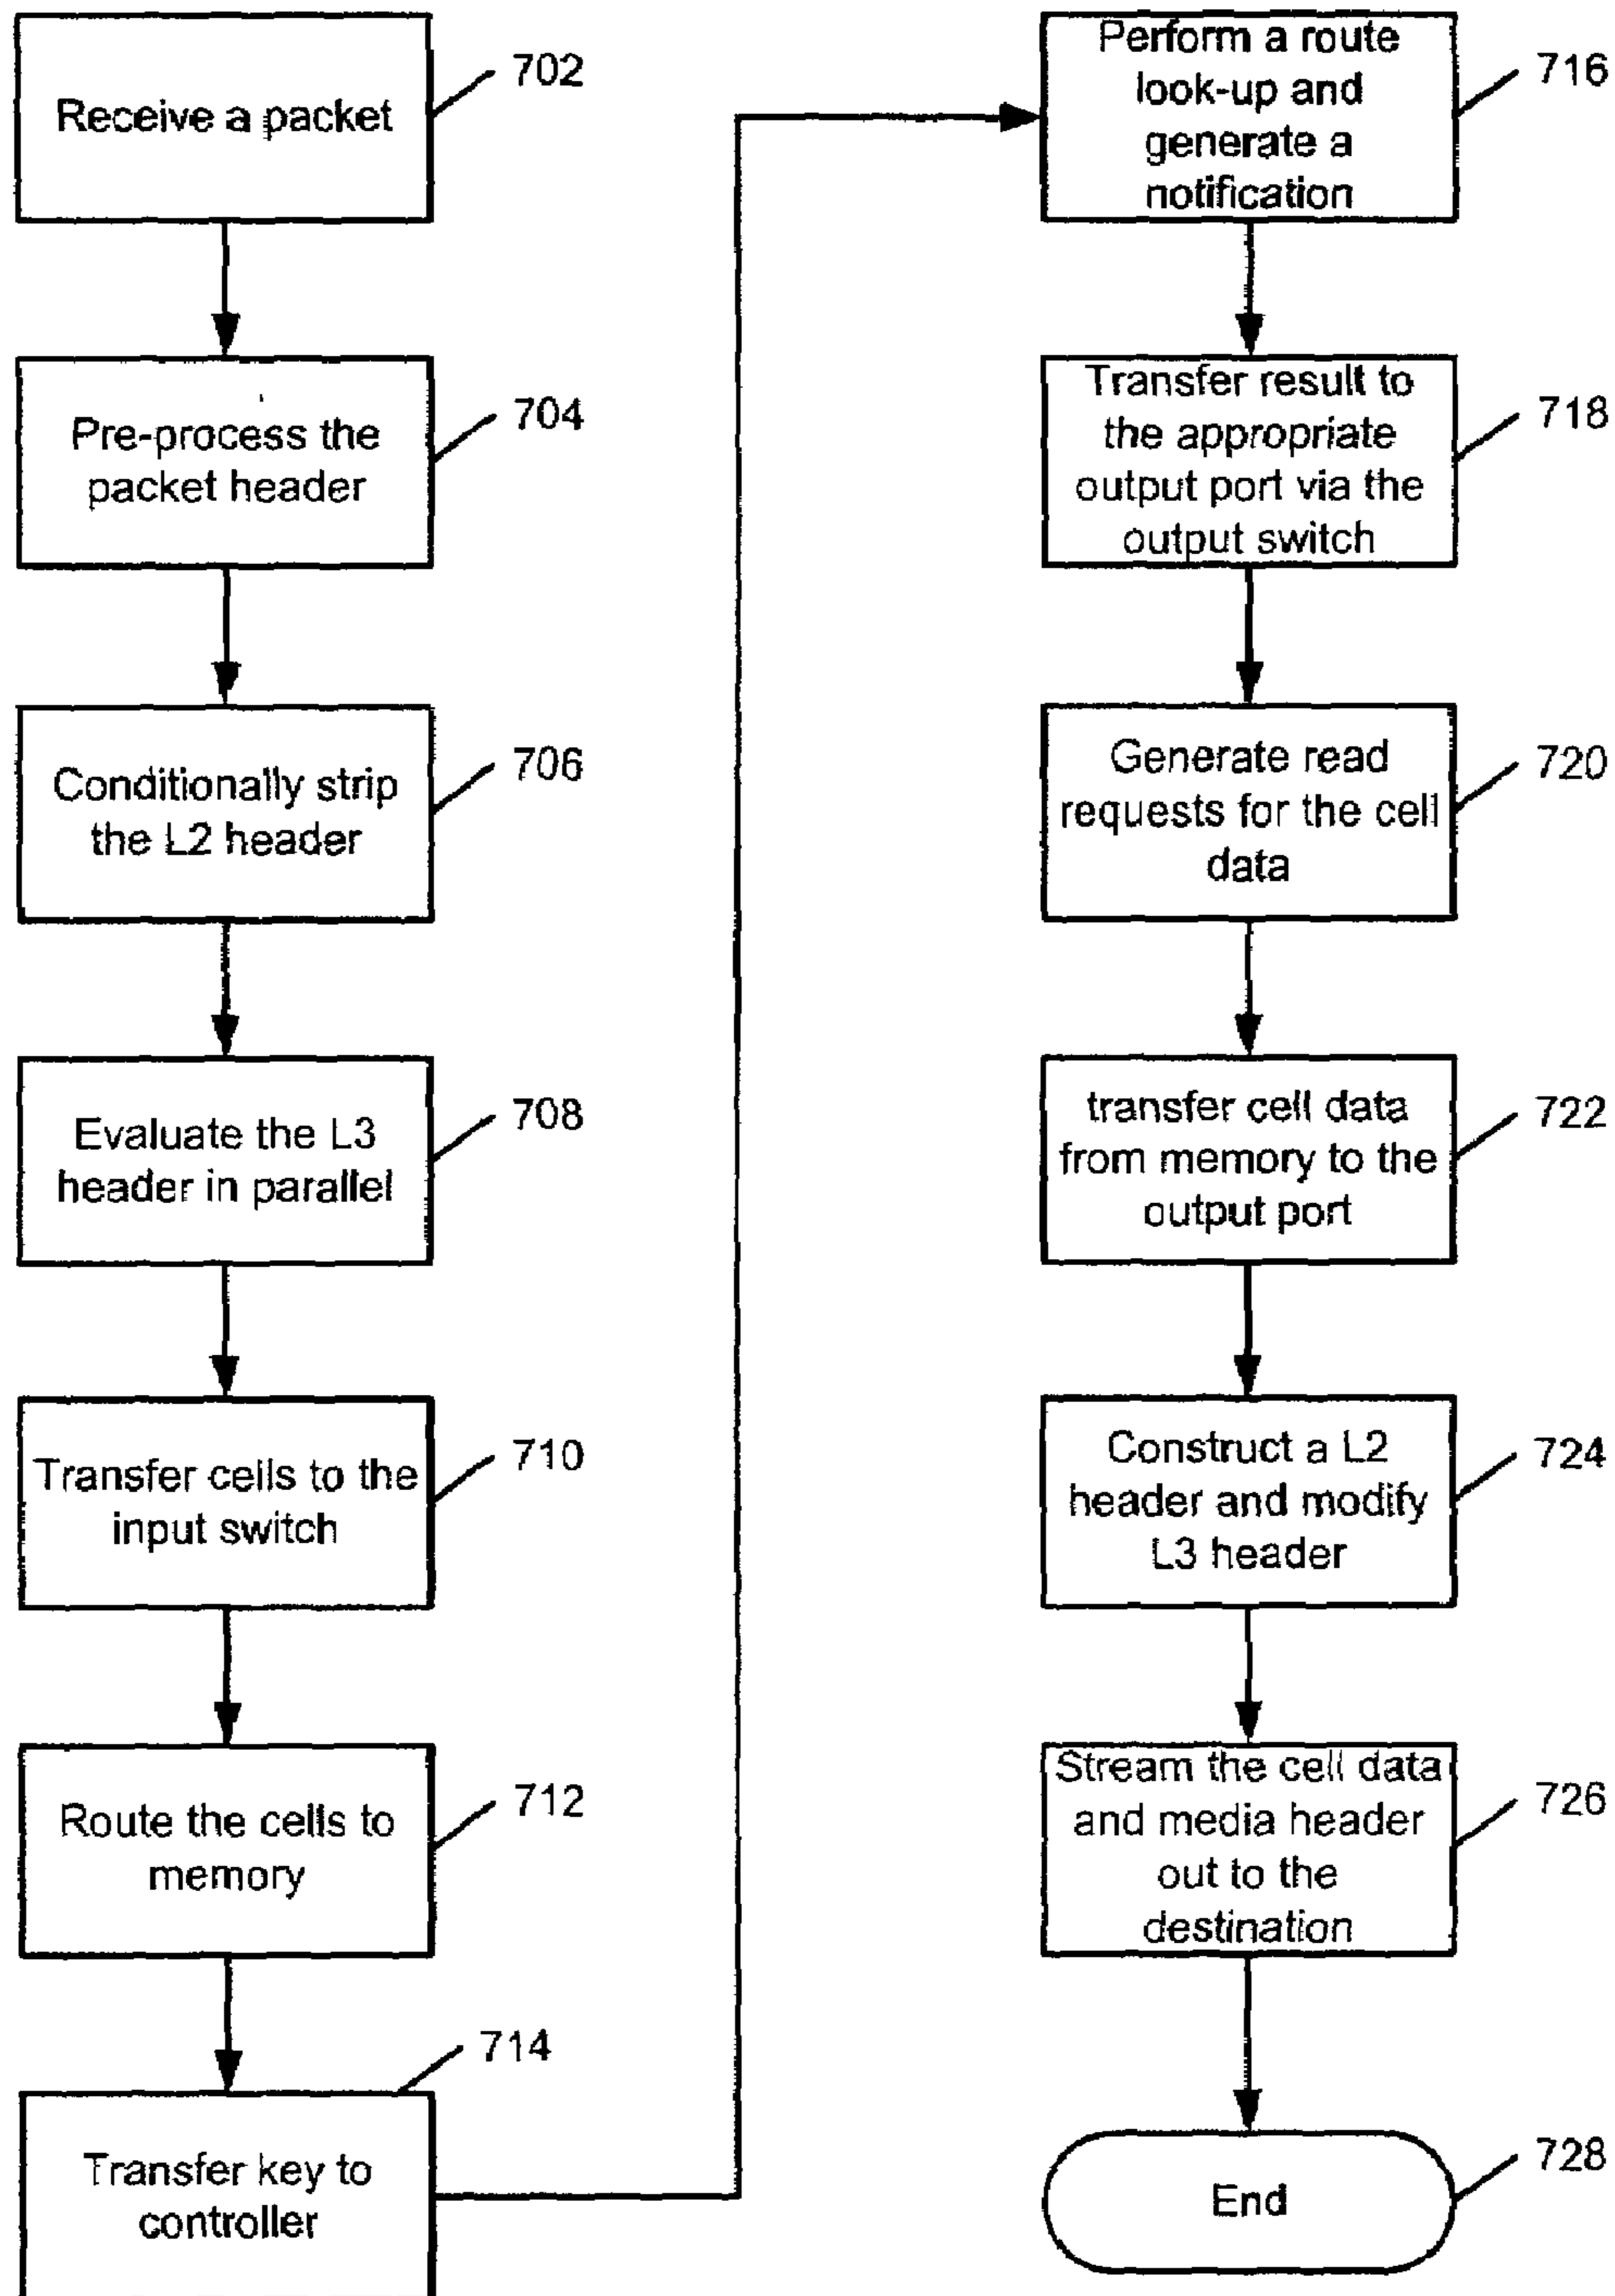 Receive a packet
702
Pre-process the
packet header
704
Conditionally strip
the L2 header
706
Evaluate the L3
header in parallel
708
Transfer cells to the
input switch
710
Route the cells to
memory
712
Transfer key to
controller
714
Perform a route
look-up and
generate a
notification
716
Transfer result to
the appropriate
output port via the
output switch
718
Generate read
requests for the cell
data
720
transfer cell data
from memory to the
output port
722
Construct a L2
header and modify
L3 header
724
Stream the cell data
and media header
out to the
destination
726
End
728